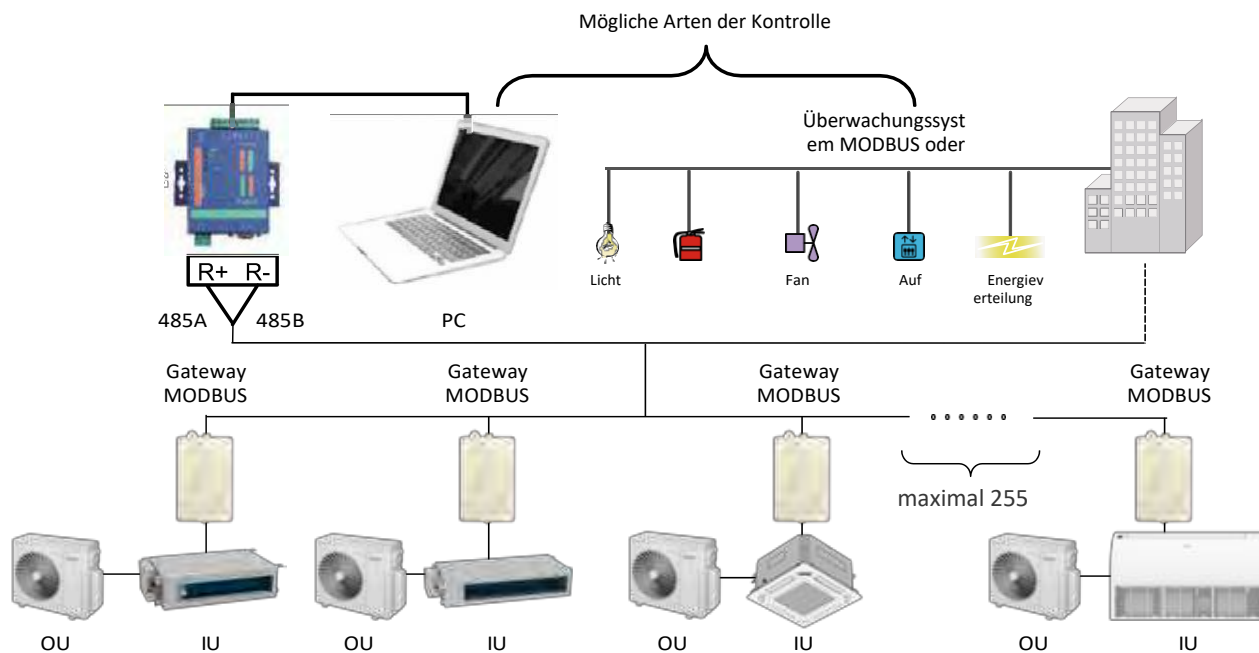 Mögliche Arten der Kontrolle
Überwachungssyst
em MODBUS oder
R+ R-
485A 485B
PC
Licht
Fan
Auf
Energiev
erteilung
Gateway
MODBUS
Gateway
MODBUS
Gateway
MODBUS
Gateway
MODBUS
maximal 255
OU IU OU IU OU IU OU IU